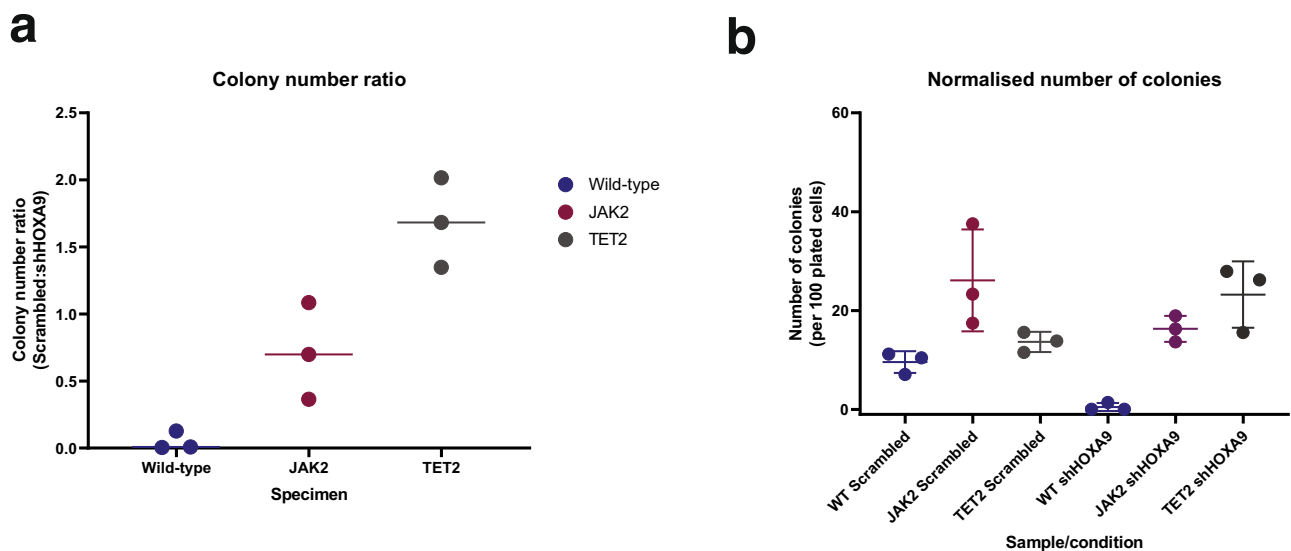 a
Colony number ratio
Colony number ratio
(Scrambled:shHOXA9)
2.5
2.0
1.5
1.0
0.5
0.0
Wild-type
JAK2
TET2
Specimen
Wild-type
JAK2
TET2
b
Normalised number of colonies
Number of colonies
(per 100 plated cells)
60
40
20
0
WT Scrambled
JAK2 Scrambled
TET2 Scrambled
WT shHOXA9
JAK2 shHOXA9
TET2 shHOXA9
Sample/condition